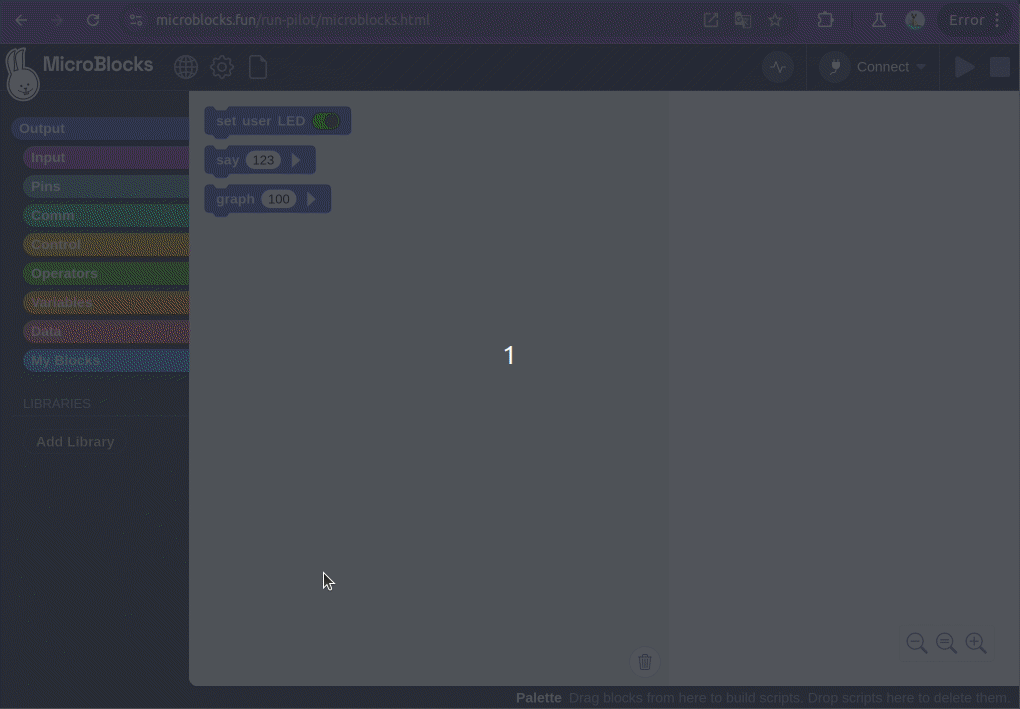 microblocks.fun/run-pilot/microblocks.html
Error
MicroBlocks
Connect
Output
Input
Pins
Comm
Control
Operators
Variables
Data
My Blocks
LIBRARIES
Add Library
set user LED
say 123
graph 100
1
Palette Drag blocks from here to build scripts. Drop scripts here to delete them.